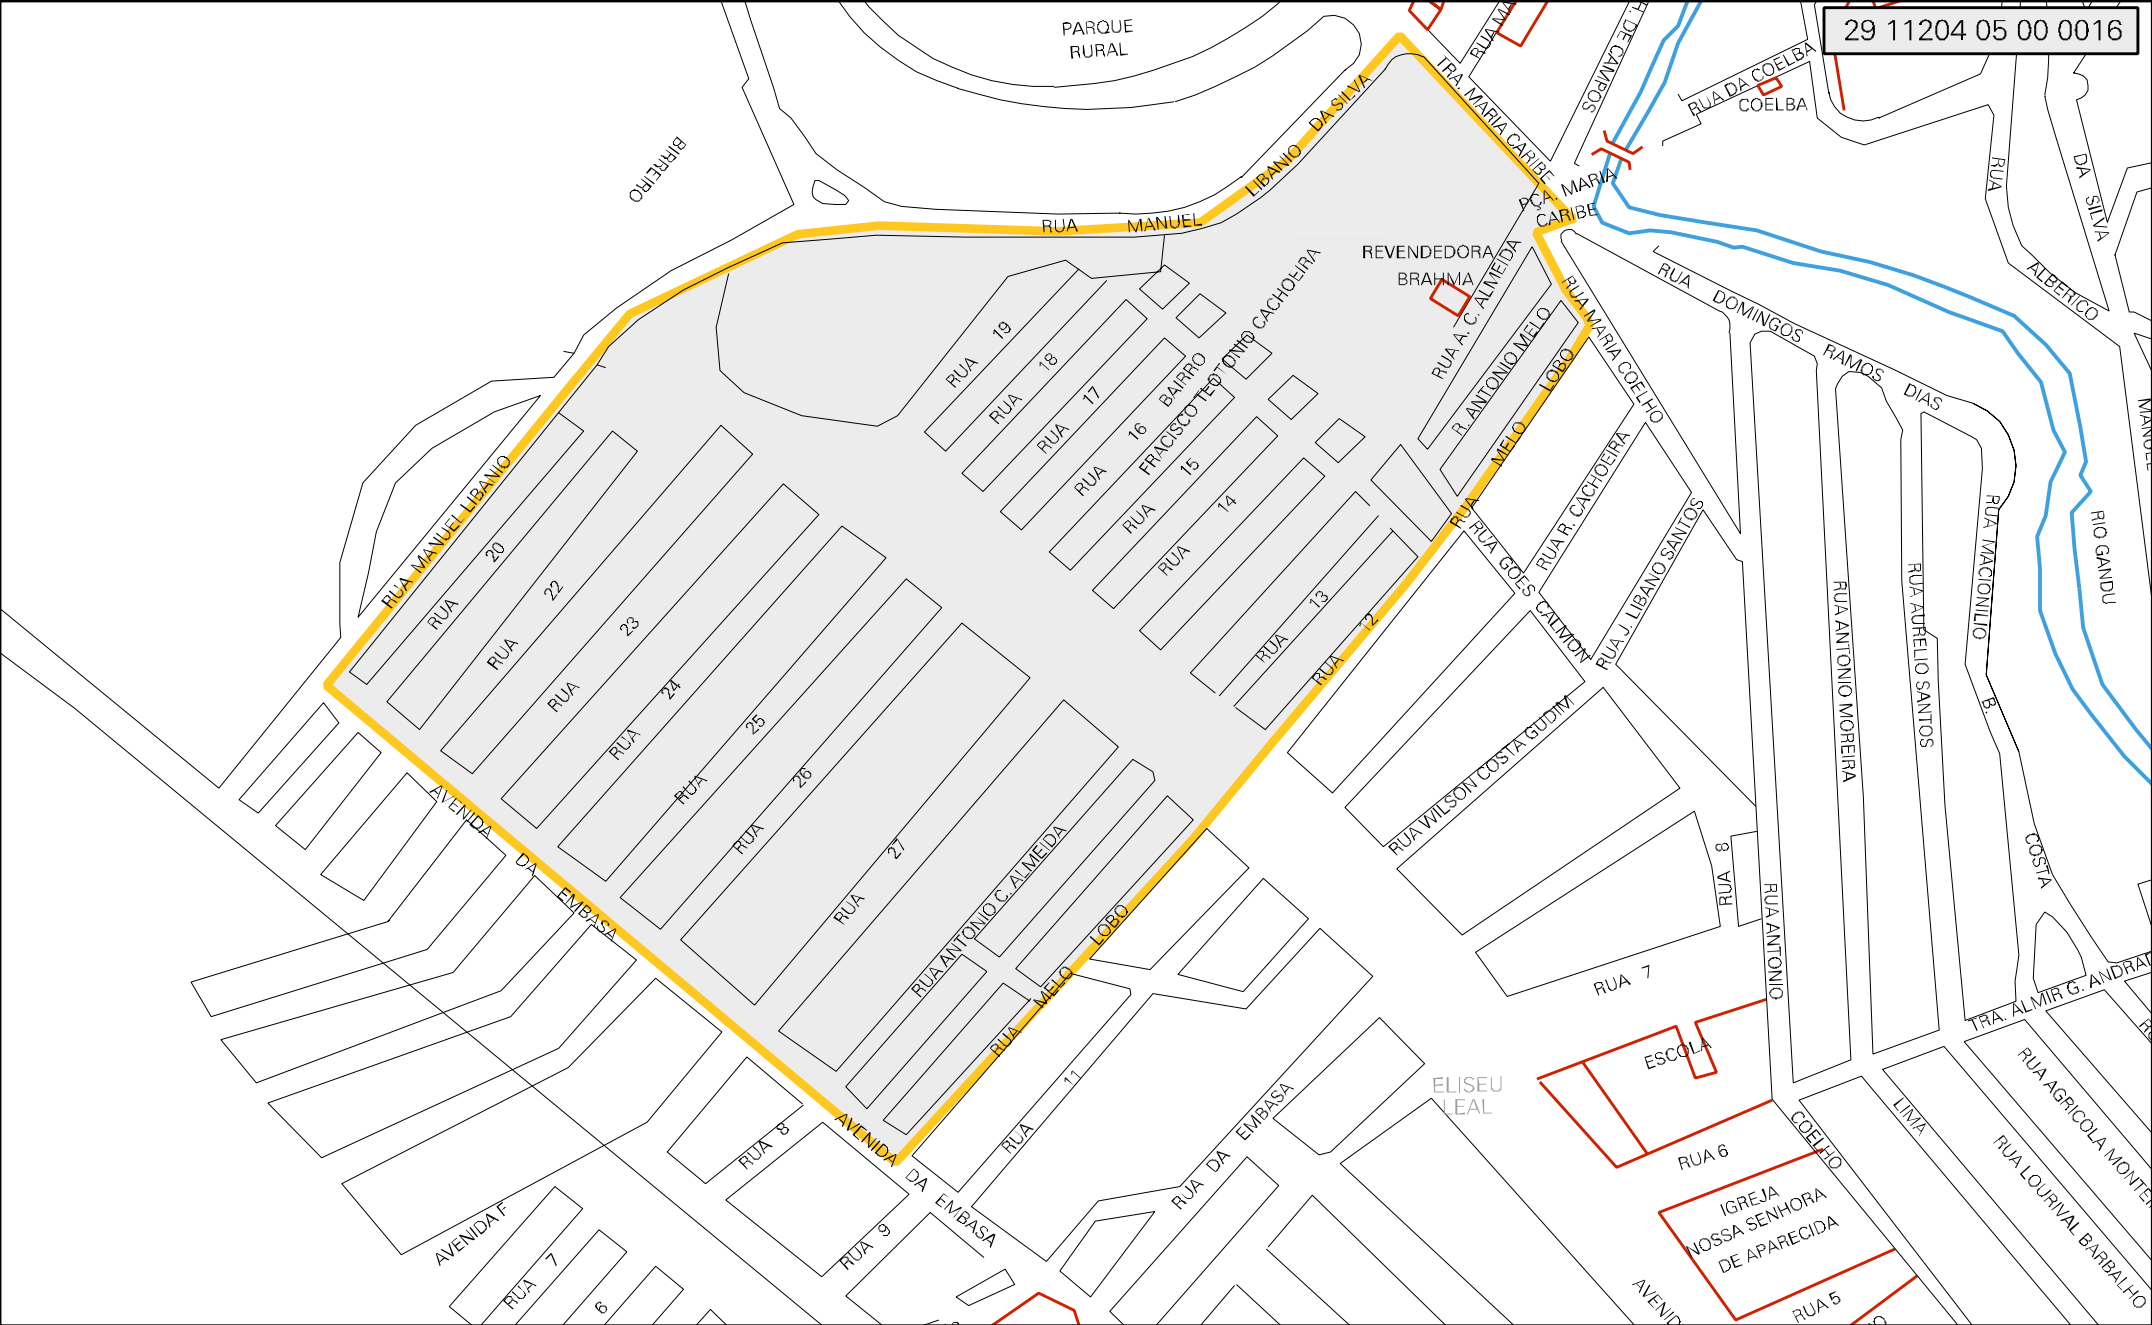 29 11204 05 00 0016
PARQUE
RURAL
BIRREIRO
RUA MANUEL LIBANIO DA SILVA
TRA. MARIA CARIBE
H. DE CAMPOS
RUA DA COELBA
COELBA
PÇA. MARIA
CARIBE
REVENDEDORA
BRAHMA
RUA A. C. ALMEIDA
R. ANTONIO MELO
RUA MELO LOBO
RUA MARIA COELHO
RUA DOMINGOS RAMOS DIAS
RUA
ALBERICO
DA SILVA
MANUEL
RUA 19
RUA 18
RUA 17
RUA 16
BAIRRO
FRACISCO TEOTONIO CACHOEIRA
RUA 15
RUA 14
RUA 13
RUA 12
RUA MANUEL LIBANIO
RUA 20
RUA 22
RUA 23
RUA 24
RUA 25
RUA 26
RUA 27
RUA ANTONIO C. ALMEIDA
RUA MELO LOBO
AVENIDA DA EMBASA
AVENIDA DA EMBASA
RUA R. CACHOEIRA
RUA J. LIBANO SANTOS
RUA GOES CALMON
RUA WILSON COSTA GUDIM
RUA ANTONIO MOREIRA
RUA AURELIO SANTOS
RUA MACIONILIO B. COSTA
RIO GANDU
RUA 8
RUA 7
RUA ANTONIO COELHO
TRA. ALMIR G. ANDRAD
ESCOLA
ELISEU
LEAL
RUA 11
RUA DA EMBASA
RUA 6
LIMA
RUA AGRICOLA MONTE
RUA LOURIVAL BARBALHO
IGREJA
NOSSA SENHORA
DE APARECIDA
RUA 5
AVENID
RUA 8
RUA 9
AVENIDA F
RUA 7
6